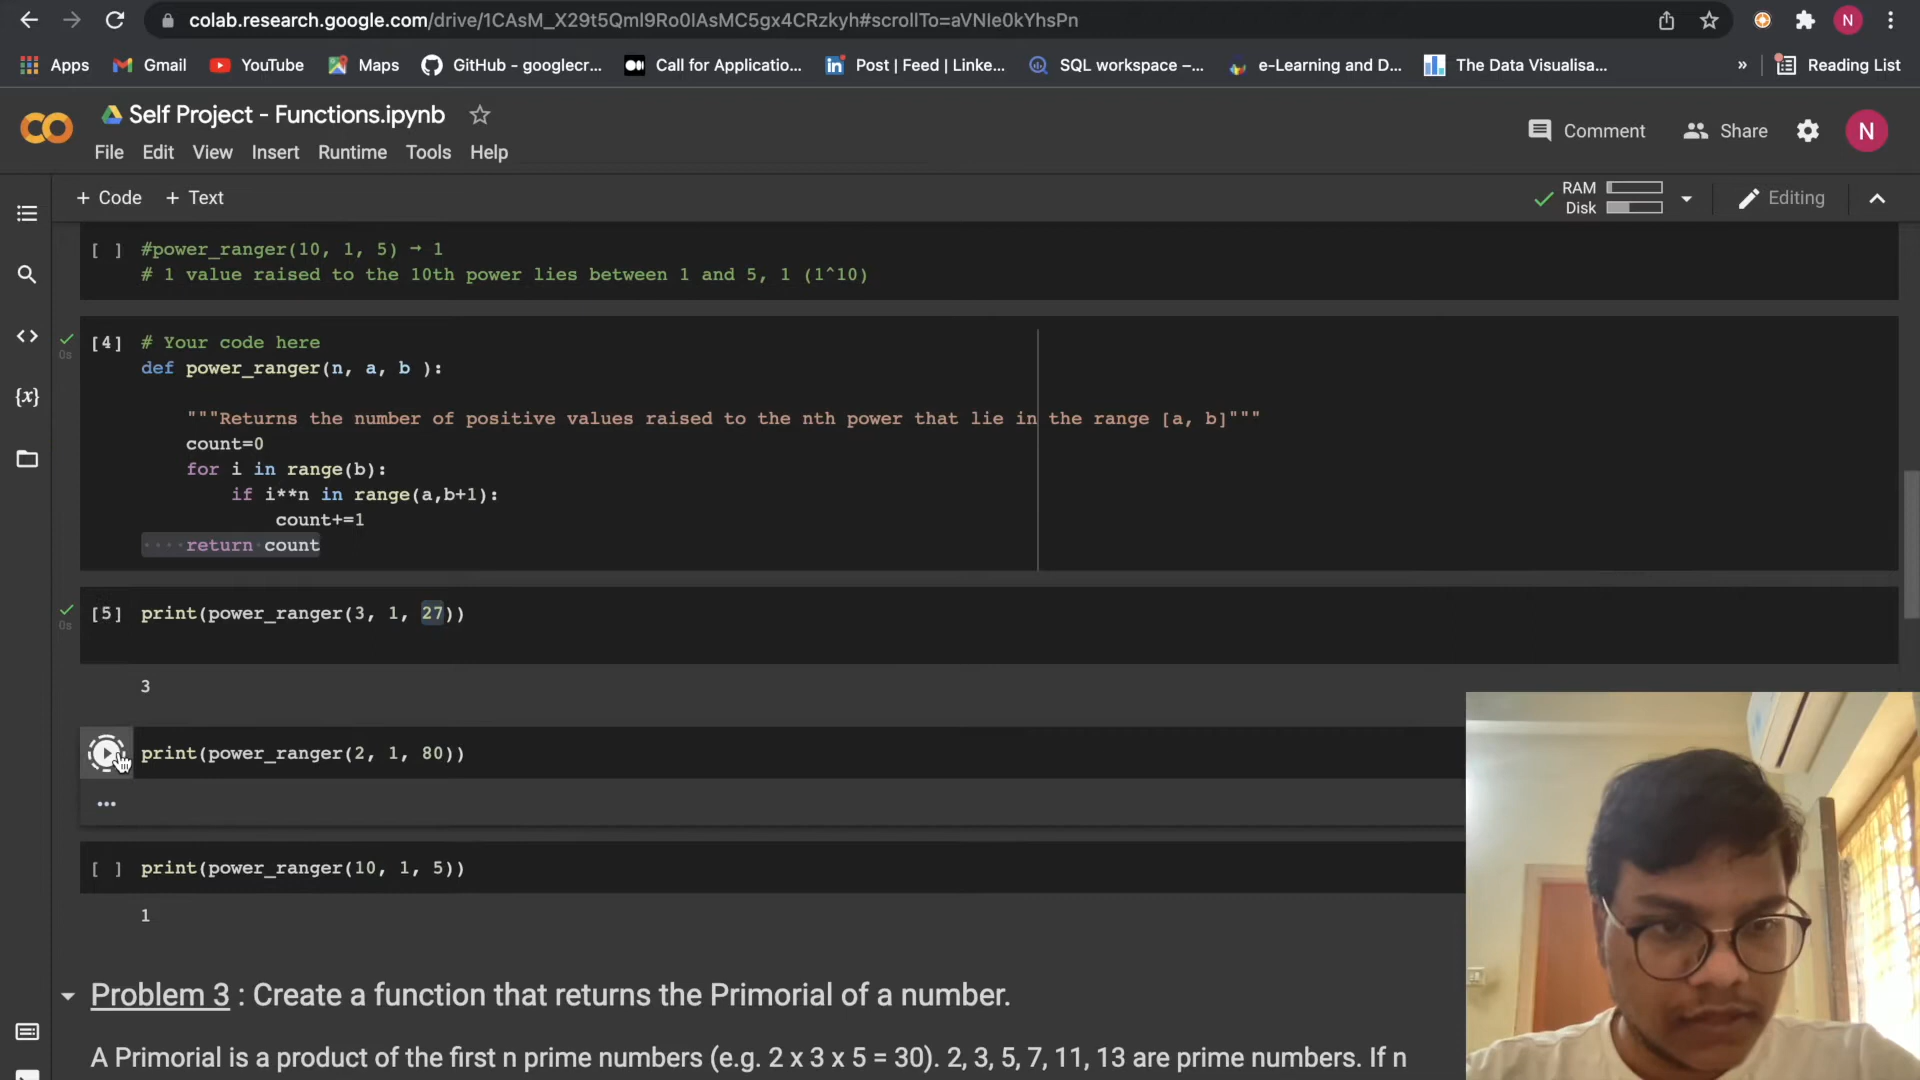 colab.research.google.com/drive/1CAsM_X29t5Qml9Ro0lAsMC5gx4CRzkyh#scrollTo=aVNle0kYhsPn
N
Apps Gmail YouTube Maps GitHub - googlecr... Call for Applicatio... Post | Feed | Linke... SQL workspace –... e-Learning and D... The Data Visualisa... » Reading List
CO Self Project - Functions.ipynb
Comment Share N
File Edit View Insert Runtime Tools Help
+ Code + Text
RAM
Disk
Editing
[ ] #power_ranger(10, 1, 5) → 1
# 1 value raised to the 10th power lies between 1 and 5, 1 (1^10)
[4] # Your code here
0s
def power_ranger(n, a, b ):
"""Returns the number of positive values raised to the nth power that lie in the range [a, b]"""
count=0
for i in range(b):
if i**n in range(a,b+1):
count+=1
return count
[5] print(power_ranger(3, 1, 27))
0s
3
print(power_ranger(2, 1, 80))
...
[ ] print(power_ranger(10, 1, 5))
1
Problem 3 : Create a function that returns the Primorial of a number.
A Primorial is a product of the first n prime numbers (e.g. 2 x 3 x 5 = 30). 2, 3, 5, 7, 11, 13 are prime numbers. If n